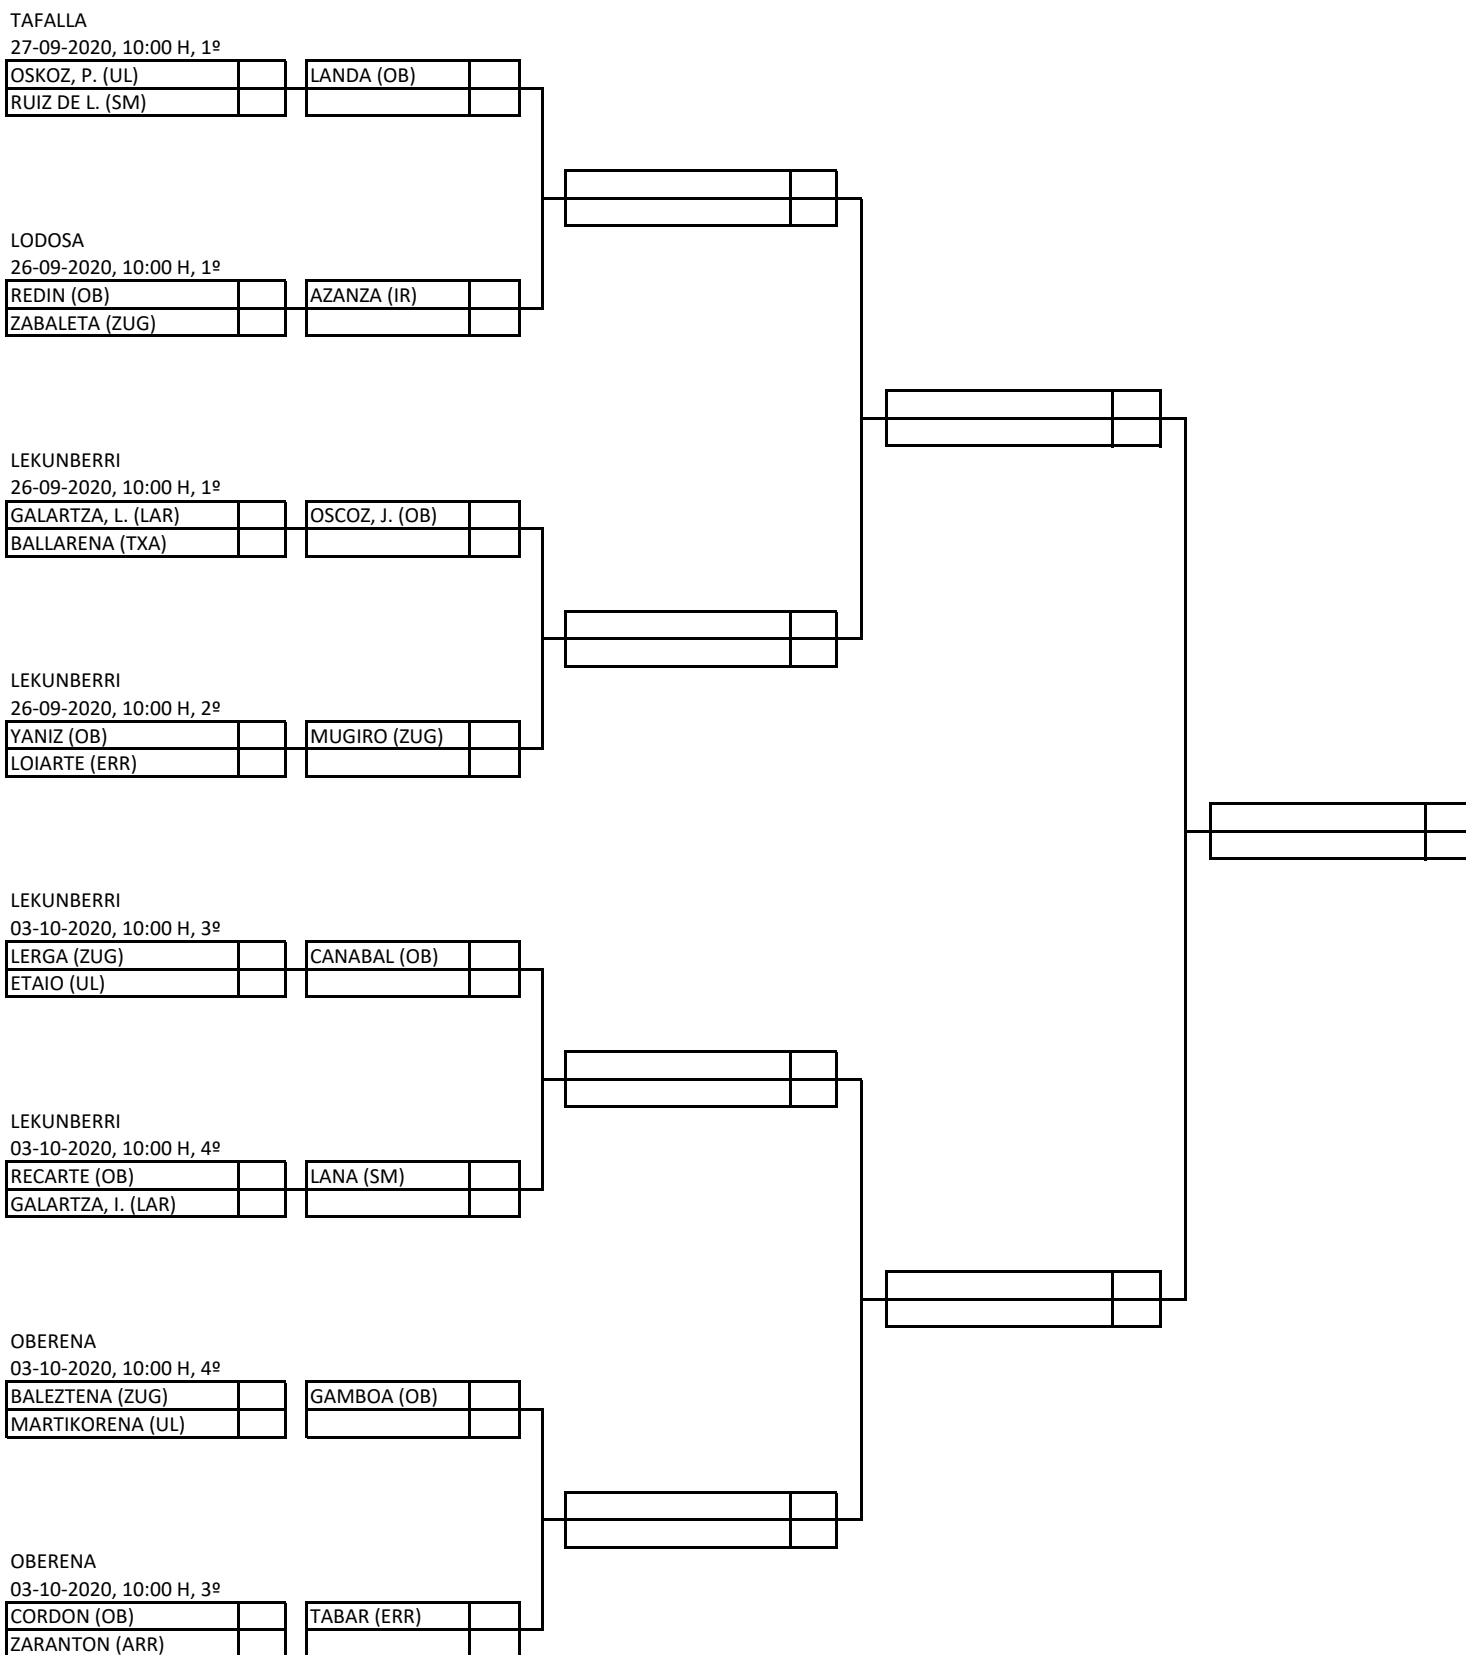 TAFALLA
27-09-2020, 10:00 H, 1º
OSKOZ, P. (UL) LANDA (OB)
RUIZ DE L. (SM)
LODOSA
26-09-2020, 10:00 H, 1º
REDIN (OB) AZANZA (IR)
ZABALETA (ZUG)
LEKUNBERRI
26-09-2020, 10:00 H, 1º
GALARTZA, L. (LAR) OSCOZ, J. (OB)
BALLARENA (TXA)
LEKUNBERRI
26-09-2020, 10:00 H, 2º
YANIZ (OB) MUGIRO (ZUG)
LOIARTE (ERR)
LEKUNBERRI
03-10-2020, 10:00 H, 3º
LERGA (ZUG) CANABAL (OB)
ETAIO (UL)
LEKUNBERRI
03-10-2020, 10:00 H, 4º
RECARTE (OB) LANA (SM)
GALARTZA, I. (LAR)
OBERENA
03-10-2020, 10:00 H, 4º
BALEZTENA (ZUG) GAMBOA (OB)
MARTIKORENA (UL)
OBERENA
03-10-2020, 10:00 H, 3º
CORDON (OB) TABAR (ERR)
ZARANTON (ARR)